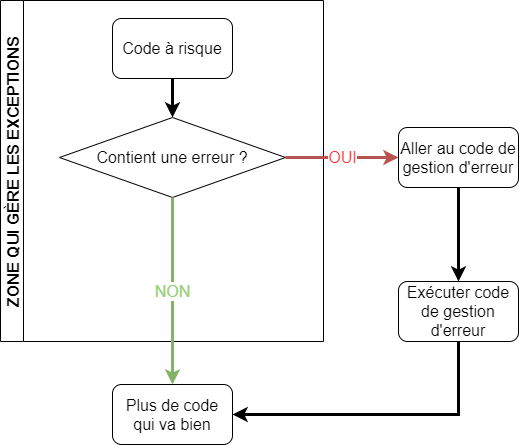 ZONE QUI GÈRE LES EXCEPTIONS
Code à risque
Contient une erreur ?
OUI
Aller au code de
gestion d'erreur
NON
Exécuter code
de gestion
d'erreur
Plus de code
qui va bien